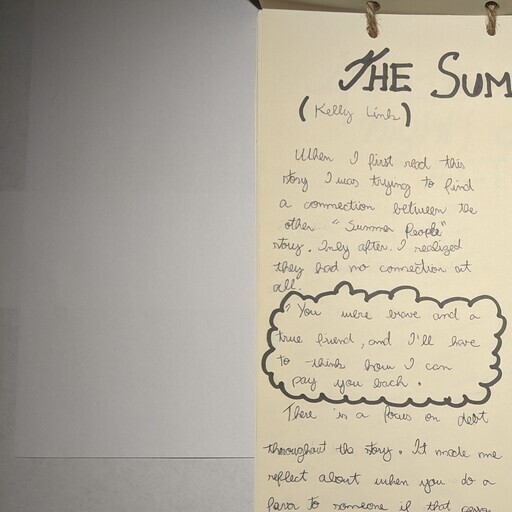 THE SUM
(Kelly Link)
When I first read this
story I was trying to find
a connection between the
other "Summer People"
story. Only after I realized
they had no connection at
all.
"You were brave and a
true friend, and I'll have
to think how I can
pay you back.
There is a focus on debt
throughout the story. It made me
reflect about when you do a
favor to someone if that